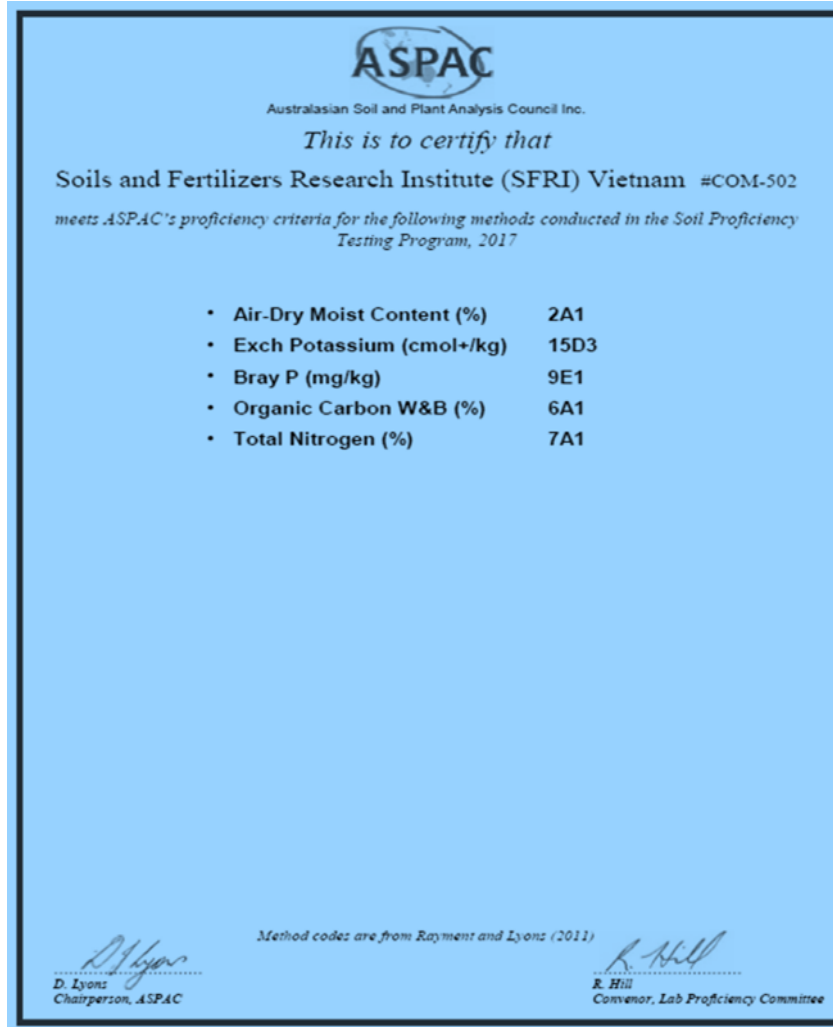 ASPAC
Australasian Soil and Plant Analysis Council Inc.
This is to certify that
Soils and Fertilizers Research Institute (SFRI) Vietnam #COM-502
meets ASPAC's proficiency criteria for the following methods conducted in the Soil Proficiency
Testing Program, 2017
• Air-Dry Moist Content (%) 2A1
• Exch Potassium (cmol+/kg) 15D3
• Bray P (mg/kg) 9E1
• Organic Carbon W&B (%) 6A1
• Total Nitrogen (%) 7A1
Method codes are from Rayment and Lyons (2011)
D Lyons
R. Hill
D. Lyons
Chairperson, ASPAC
R. Hill
Convenor, Lab Proficiency Committee